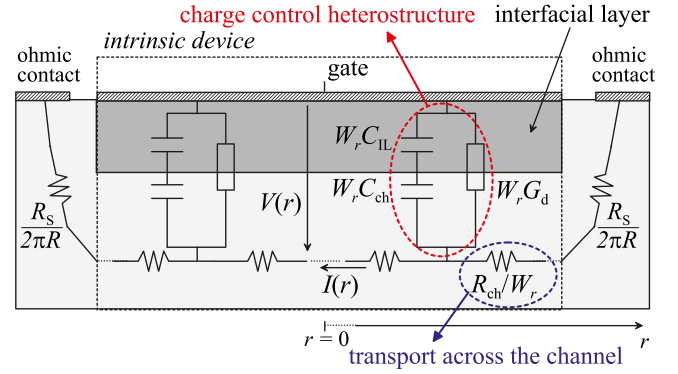 charge control heterostructure
interfacial layer
intrinsic device
ohmic
contact
gate
ohmic
contact
W_rC_IL
W_rC_ch
W_rG_d
V(r)
R_S
2πR
R_S
2πR
I(r)
R_ch/W_r
r = 0
r
transport across the channel